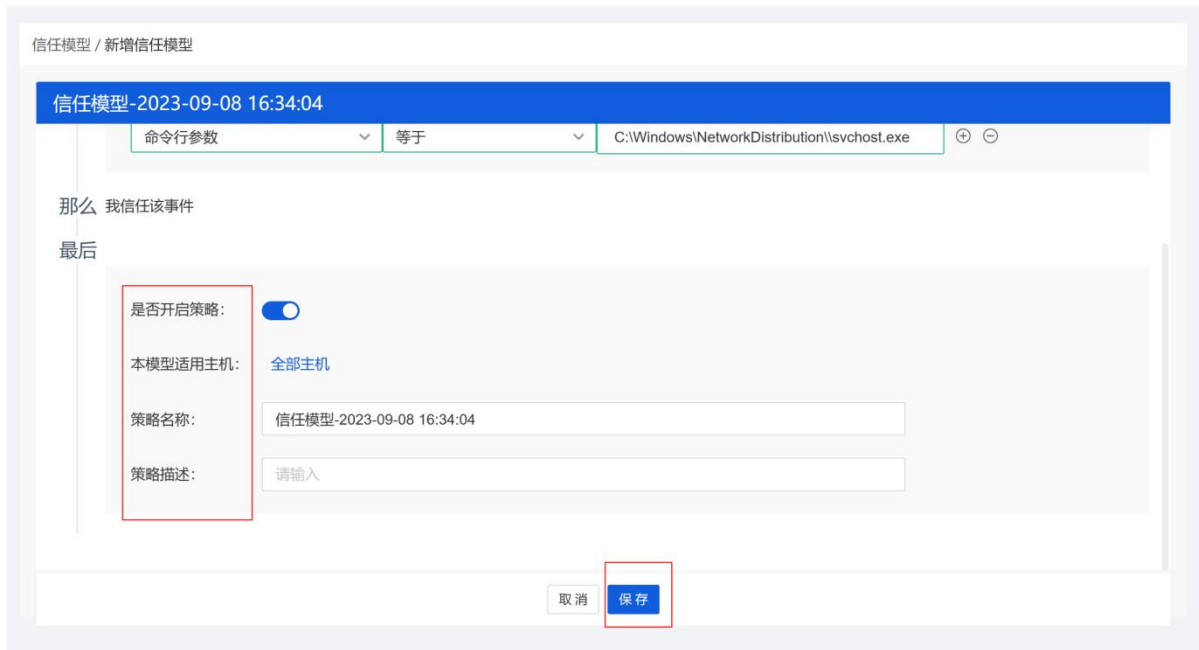 信任模型 / 新增信任模型
信任模型-2023-09-08 16:34:04
命令行参数 等于 C:\Windows\NetworkDistribution\\svchost.exe
那么 我信任该事件
最后
是否开启策略：
本模型适用主机： 全部主机
策略名称： 信任模型-2023-09-08 16:34:04
策略描述： 请输入
取消 保存